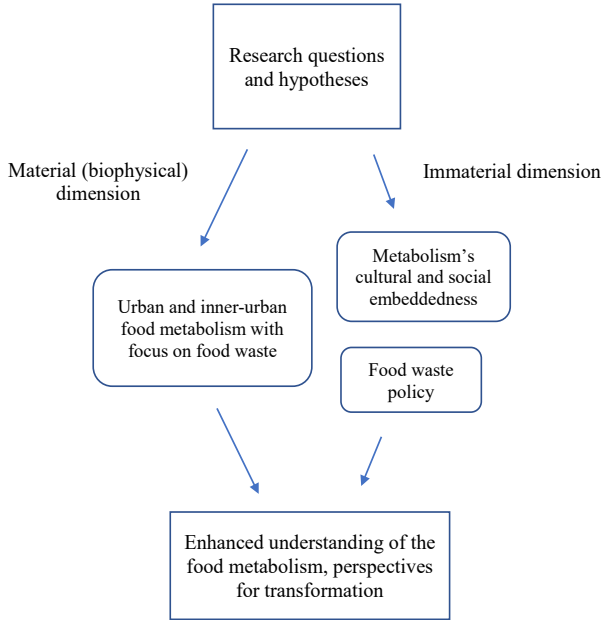 Research questions
and hypotheses
Material (biophysical)
dimension
Immaterial dimension
Metabolism's
cultural and social
embeddedness
Urban and inner-urban
food metabolism with
focus on food waste
Food waste
policy
Enhanced understanding of the
food metabolism, perspectives
for transformation